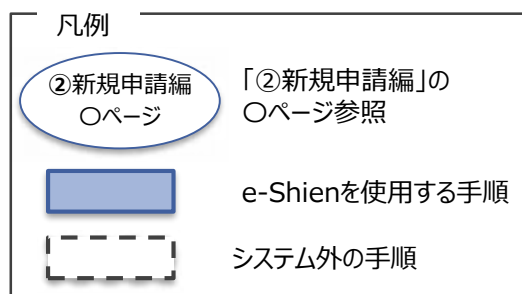 凡例
②新規申請編
〇ページ
「②新規申請編」の
〇ページ参照
e-Shienを使用する手順
システム外の手順